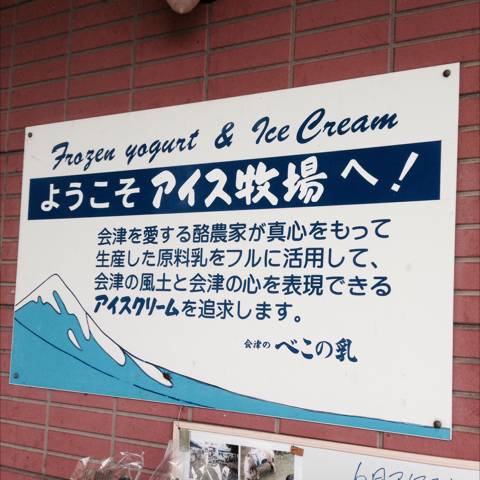 Frozen yogurt & Ice Cream
ようこそ アイス牧場へ!
会津を愛する酪農家が真心をもって
生産した原料乳をフルに活用して、
会津の風土と会津の心を表現できる
アイスクリームを追求します。
会津の べこの乳